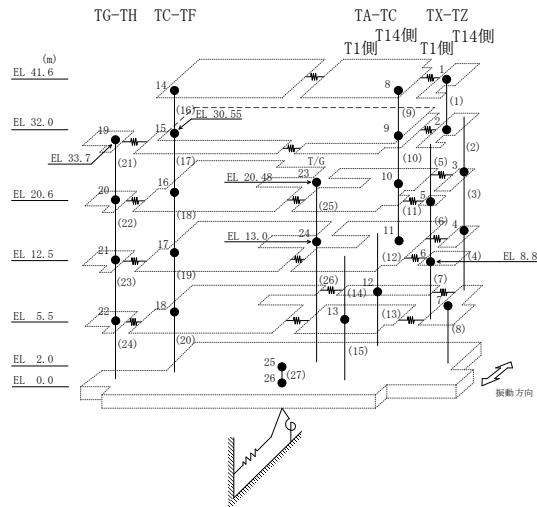 TG-TH TC-TF TA-TC TX-TZ
T1側 T14側 T1側 T14側
(m)
EL 41.6
14 8 1
(16) (9) (1)
EL 30.55
EL 32.0
19 15 9 2
EL 33.7
(21) (17) (10) (2)
T/G
EL 20.48 23
16 10 (5) 3
EL 20.6
20 (18) (25) (11) 5 (3)
(22) (6)
EL 13.0 24 11 4
17
EL 12.5
21 (19) (12) 6 (4) EL 8.8
(23) (26) (14) 12 (7)
7
EL 5.5
22 18 13 (13) (8)
(24) (20) (15)
EL 2.0
25
(27)
EL 0.0
26
振動方向